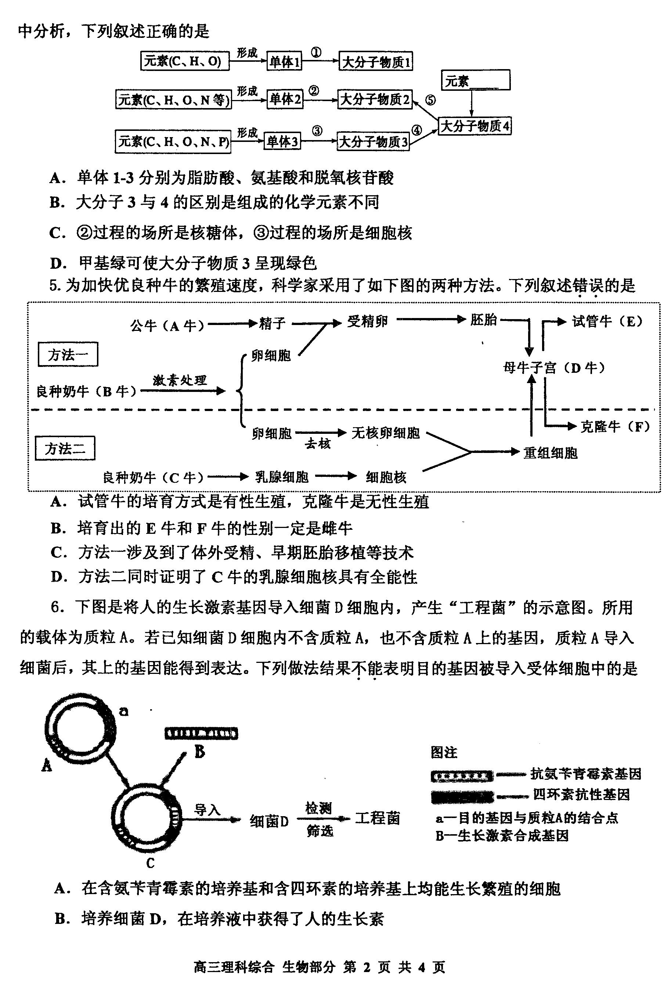 中分析，下列叙述正确的是
元素(C、H、O) 形成 单体1 ① 大分子物质1
元素____
元素(C、H、O、N 等) 形成 单体2 ② 大分子物质2 ⑤
大分子物质4
元素(C、H、O、N、P) 形成 单体3 ③ 大分子物质3 ④
A． 单体 1-3 分别为脂肪酸、氨基酸和脱氧核苷酸
B． 大分子 3 与 4 的区别是组成的化学元素不同
C． ②过程的场所是核糖体，③过程的场所是细胞核
D． 甲基绿可使大分子物质 3 呈现绿色
5. 为加快优良种牛的繁殖速度，科学家采用了如下图的两种方法。下列叙述错误的是
公牛（A 牛） 精子 受精卵 胚胎 试管牛（E）
方法一 卵细胞
母牛子宫（D 牛）
良种奶牛（B 牛） 激素处理
克隆牛（F）
卵细胞 去核 无核卵细胞
方法二 重组细胞
良种奶牛（C 牛） 乳腺细胞 细胞核
A． 试管牛的培育方式是有性生殖，克隆牛是无性生殖
B． 培育出的 E 牛和 F 牛的性别一定是雌牛
C． 方法一涉及到了体外受精、早期胚胎移植等技术
D． 方法二同时证明了 C 牛的乳腺细胞核具有全能性
6． 下图是将人的生长激素基因导入细菌 D 细胞内，产生“工程菌”的示意图。所用
的载体为质粒 A。若已知细菌 D 细胞内不含质粒 A，也不含质粒 A 上的基因，质粒 A 导入
细菌后，其上的基因能得到表达。下列做法结果不能表明目的基因被导入受体细胞中的是
a
B
A
图注
抗氨苄青霉素基因
四环素抗性基因
导入 细菌D 检测 筛选 工程菌
a—目的基因与质粒A的结合点
B—生长激素合成基因
C
A． 在含氨苄青霉素的培养基和含四环素的培养基上均能生长繁殖的细胞
B． 培养细菌 D，在培养液中获得了人的生长素
高三理科综合 生物部分 第 2 页 共 4 页